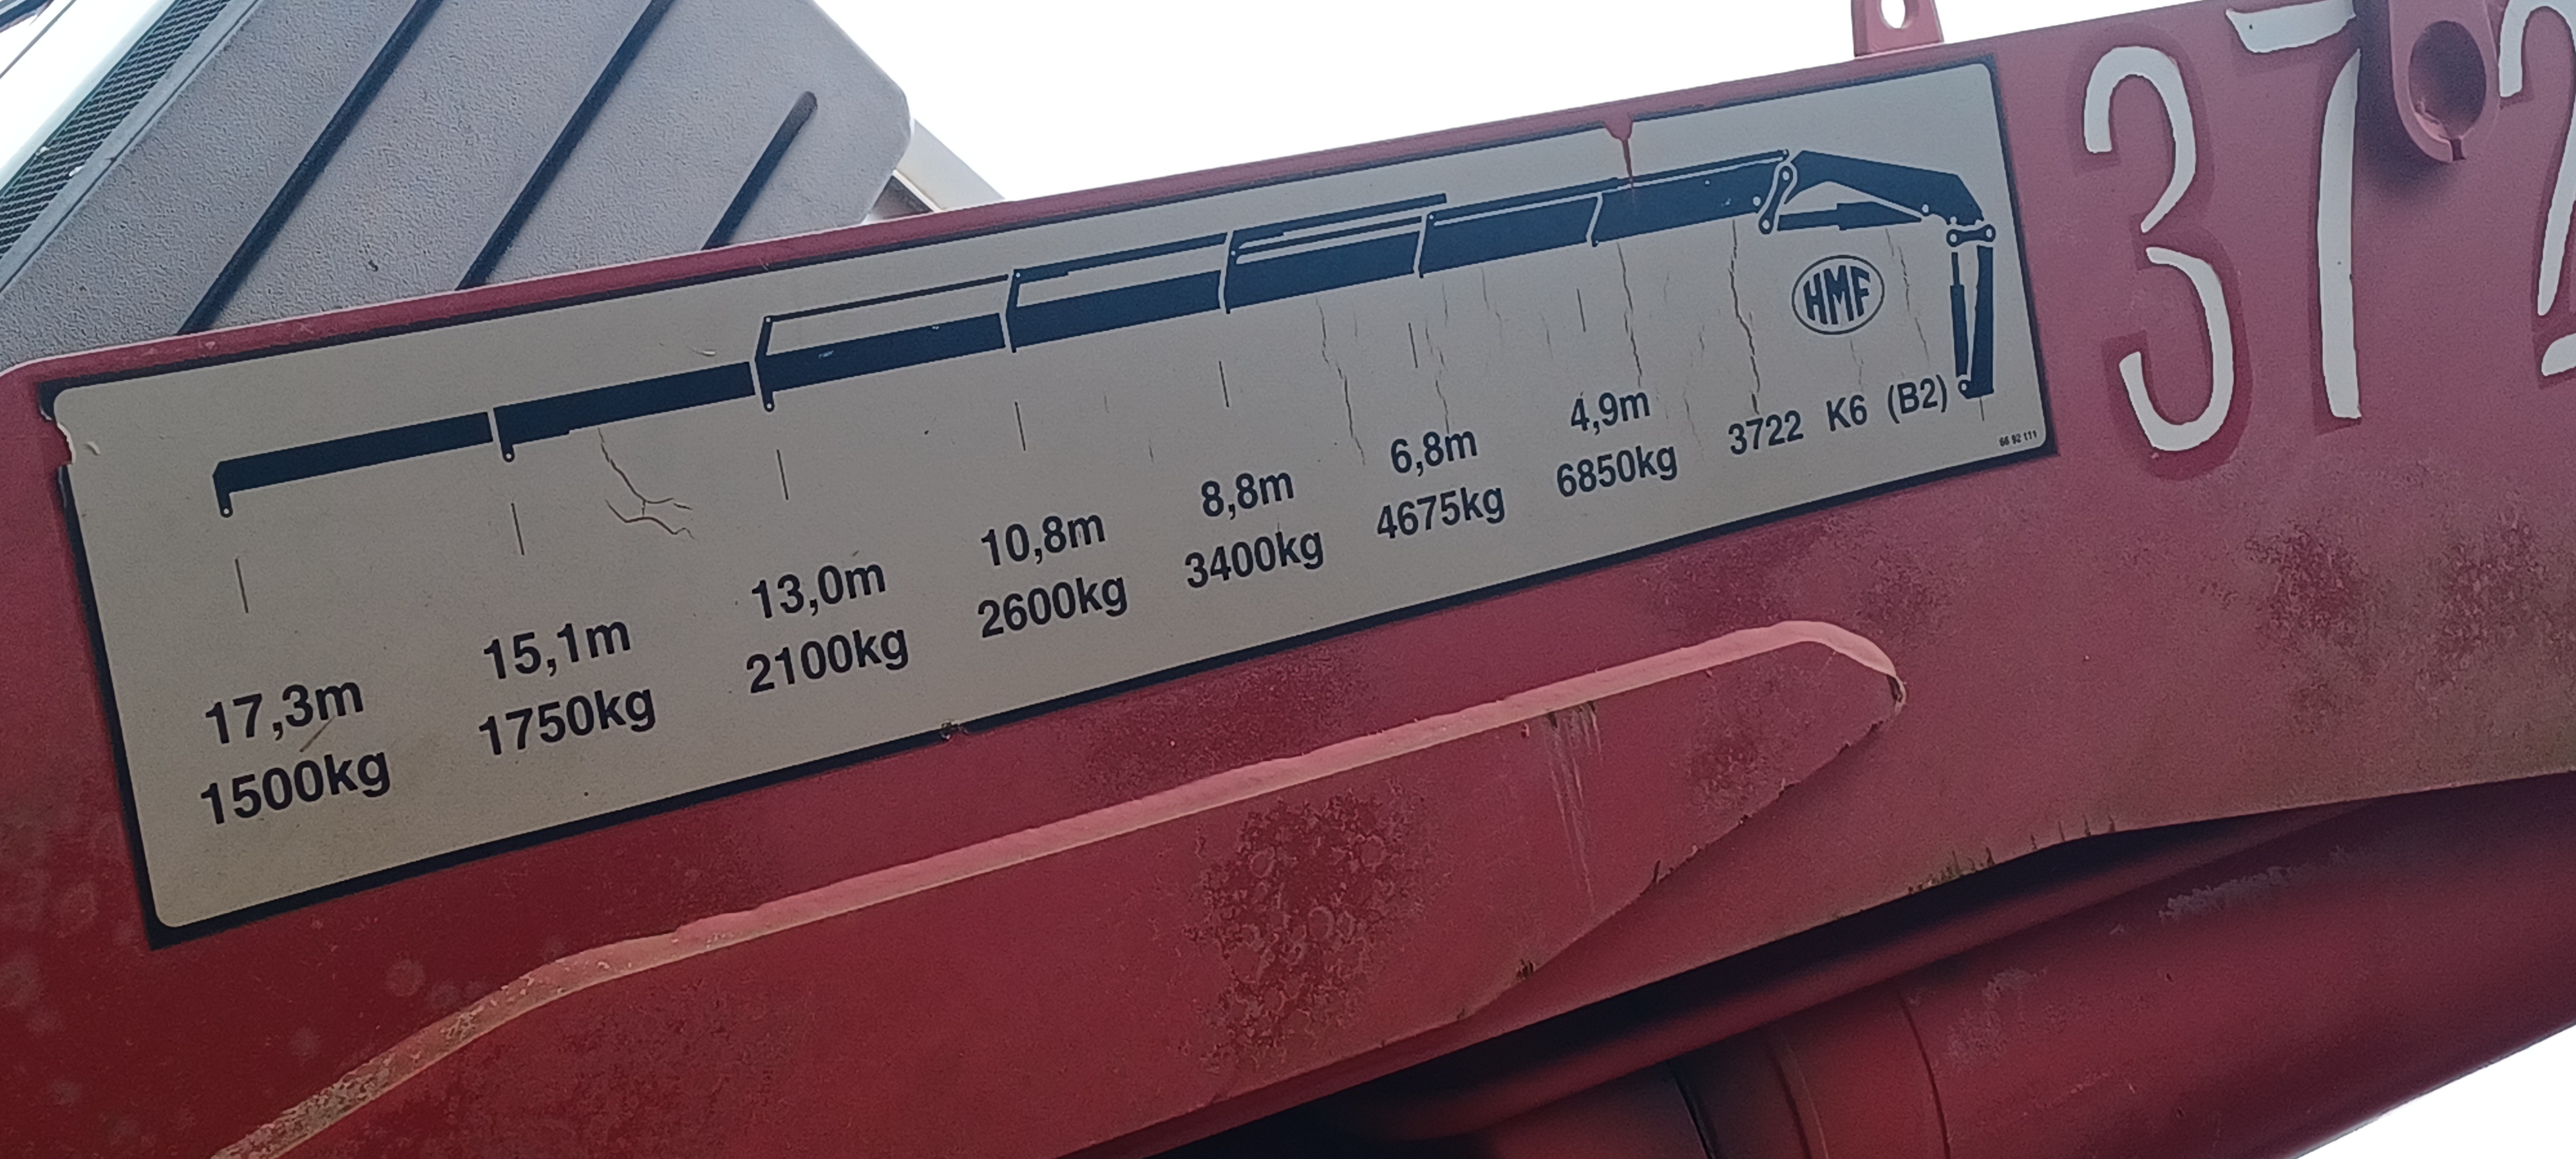 17,3m
1500kg
15,1m
1750kg
13,0m
2100kg
10,8m
2600kg
8,8m
3400kg
6,8m
4675kg
4,9m
6850kg
HMF
3722 K6 (B2)
372